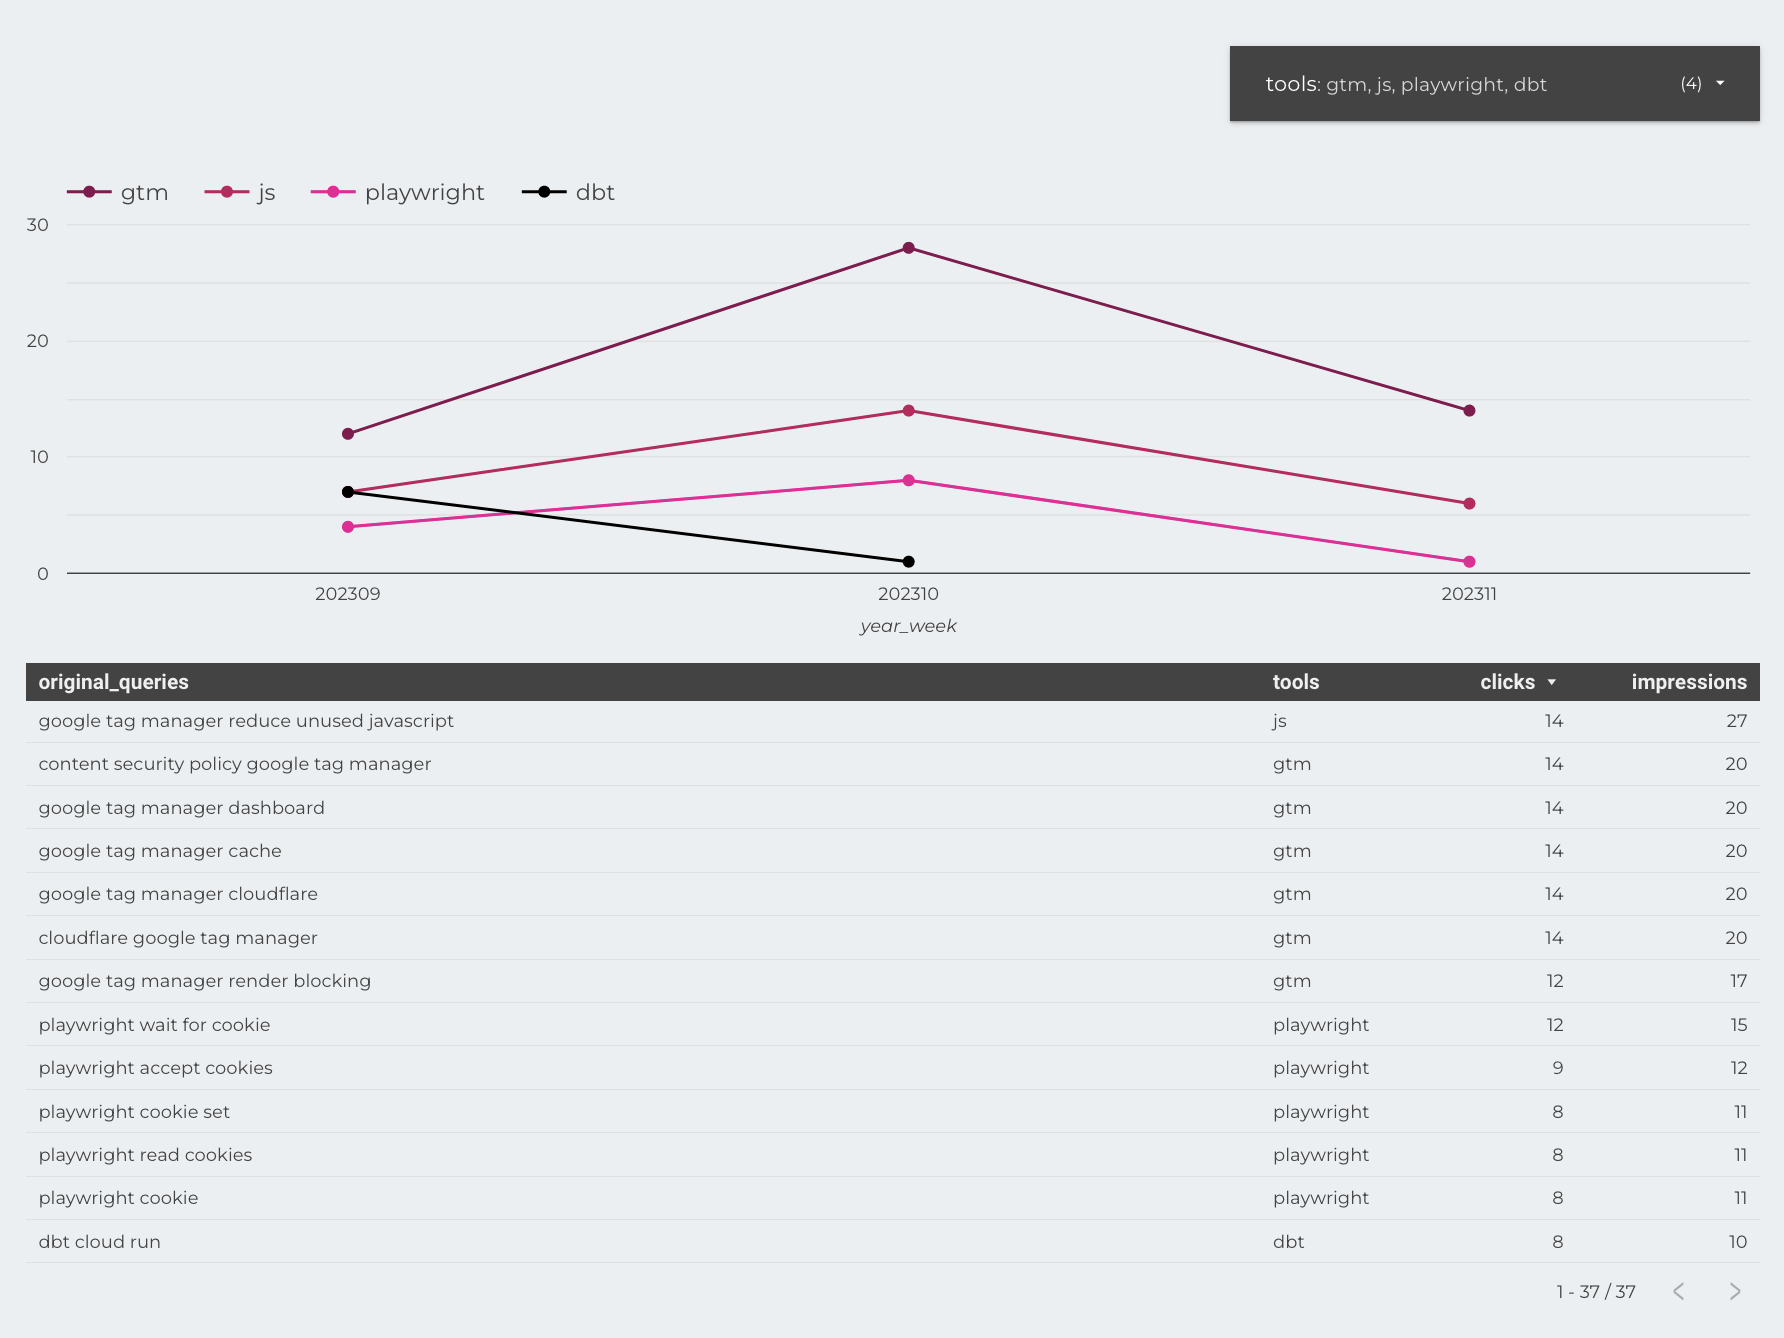 tools: gtm, js, playwright, dbt (4)
gtm js playwright dbt
30
20
10
0
202309 202310 202311
year_week
original_queries tools clicks impressions
google tag manager reduce unused javascript js 14 27
content security policy google tag manager gtm 14 20
google tag manager dashboard gtm 14 20
google tag manager cache gtm 14 20
google tag manager cloudflare gtm 14 20
cloudflare google tag manager gtm 14 20
google tag manager render blocking gtm 12 17
playwright wait for cookie playwright 12 15
playwright accept cookies playwright 9 12
playwright cookie set playwright 8 11
playwright read cookies playwright 8 11
playwright cookie playwright 8 11
dbt cloud run dbt 8 10
1 - 37 / 37